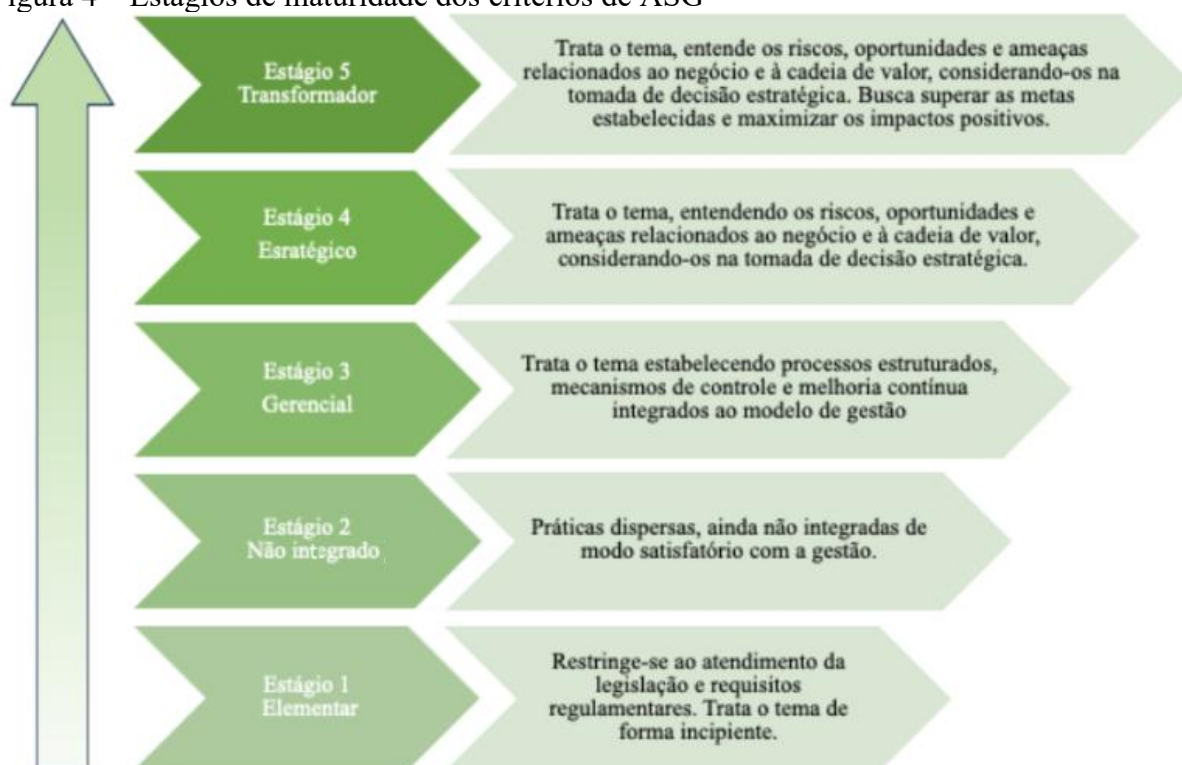 igura 4 – Estágios de maturidade dos critérios de ASG
Estágio 5
Transformador
Trata o tema, entende os riscos, oportunidades e ameaças
relacionados ao negócio e à cadeia de valor, considerando-os na
tomada de decisão estratégica. Busca superar as metas
estabelecidas e maximizar os impactos positivos.
Estágio 4
Esratégico
Trata o tema, entendendo os riscos, oportunidades e
ameaças relacionados ao negócio e à cadeia de valor,
considerando-os na tomada de decisão estratégica.
Estágio 3
Gerencial
Trata o tema estabelecendo processos estruturados,
mecanismos de controle e melhoria contínua
integrados ao modelo de gestão
Estágio 2
Não integrado
Práticas dispersas, ainda não integradas de
modo satisfatório com a gestão.
Estágio 1
Elementar
Restringe-se ao atendimento da
legislação e requisitos
regulamentares. Trata o tema de
forma incipiente.